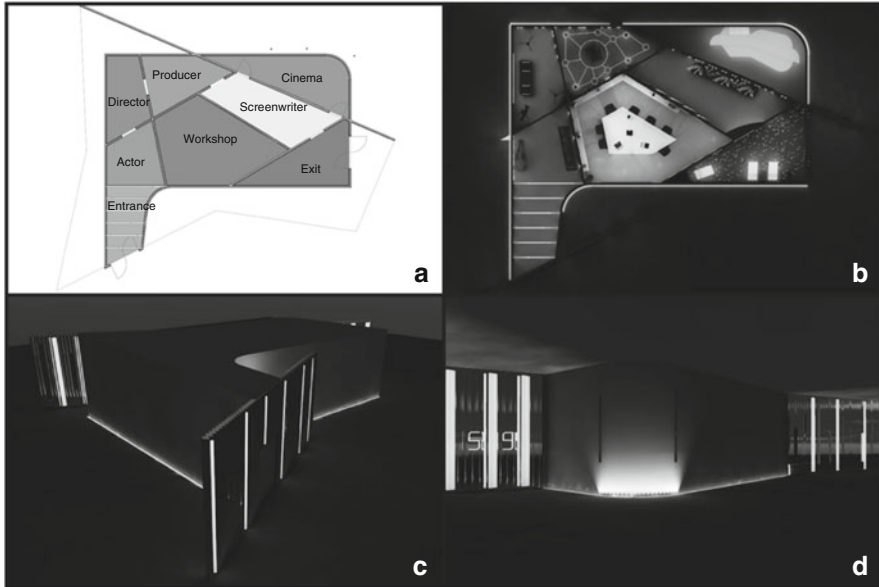 Producer
Cinema
Director
Screenwriter
Workshop
Actor
Exit
Entrance
a
b
c
d